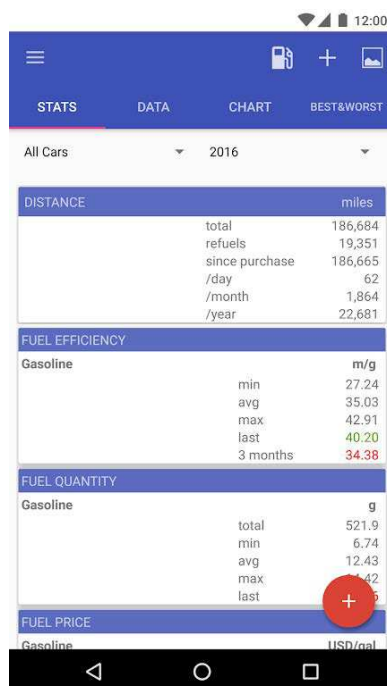 12:00
STATS DATA CHART BEST&WORST
All Cars 2016
DISTANCE miles
total 186,684
refuels 19,351
since purchase 186,665
/day 62
/month 1,864
/year 22,681
FUEL EFFICIENCY
Gasoline m/g
min 27.24
avg 35.03
max 42.91
last 40.20
3 months 34.38
FUEL QUANTITY
Gasoline g
total 521.9
min 6.74
avg 12.43
max
last
FUEL PRICE
Gasoline USD/gal